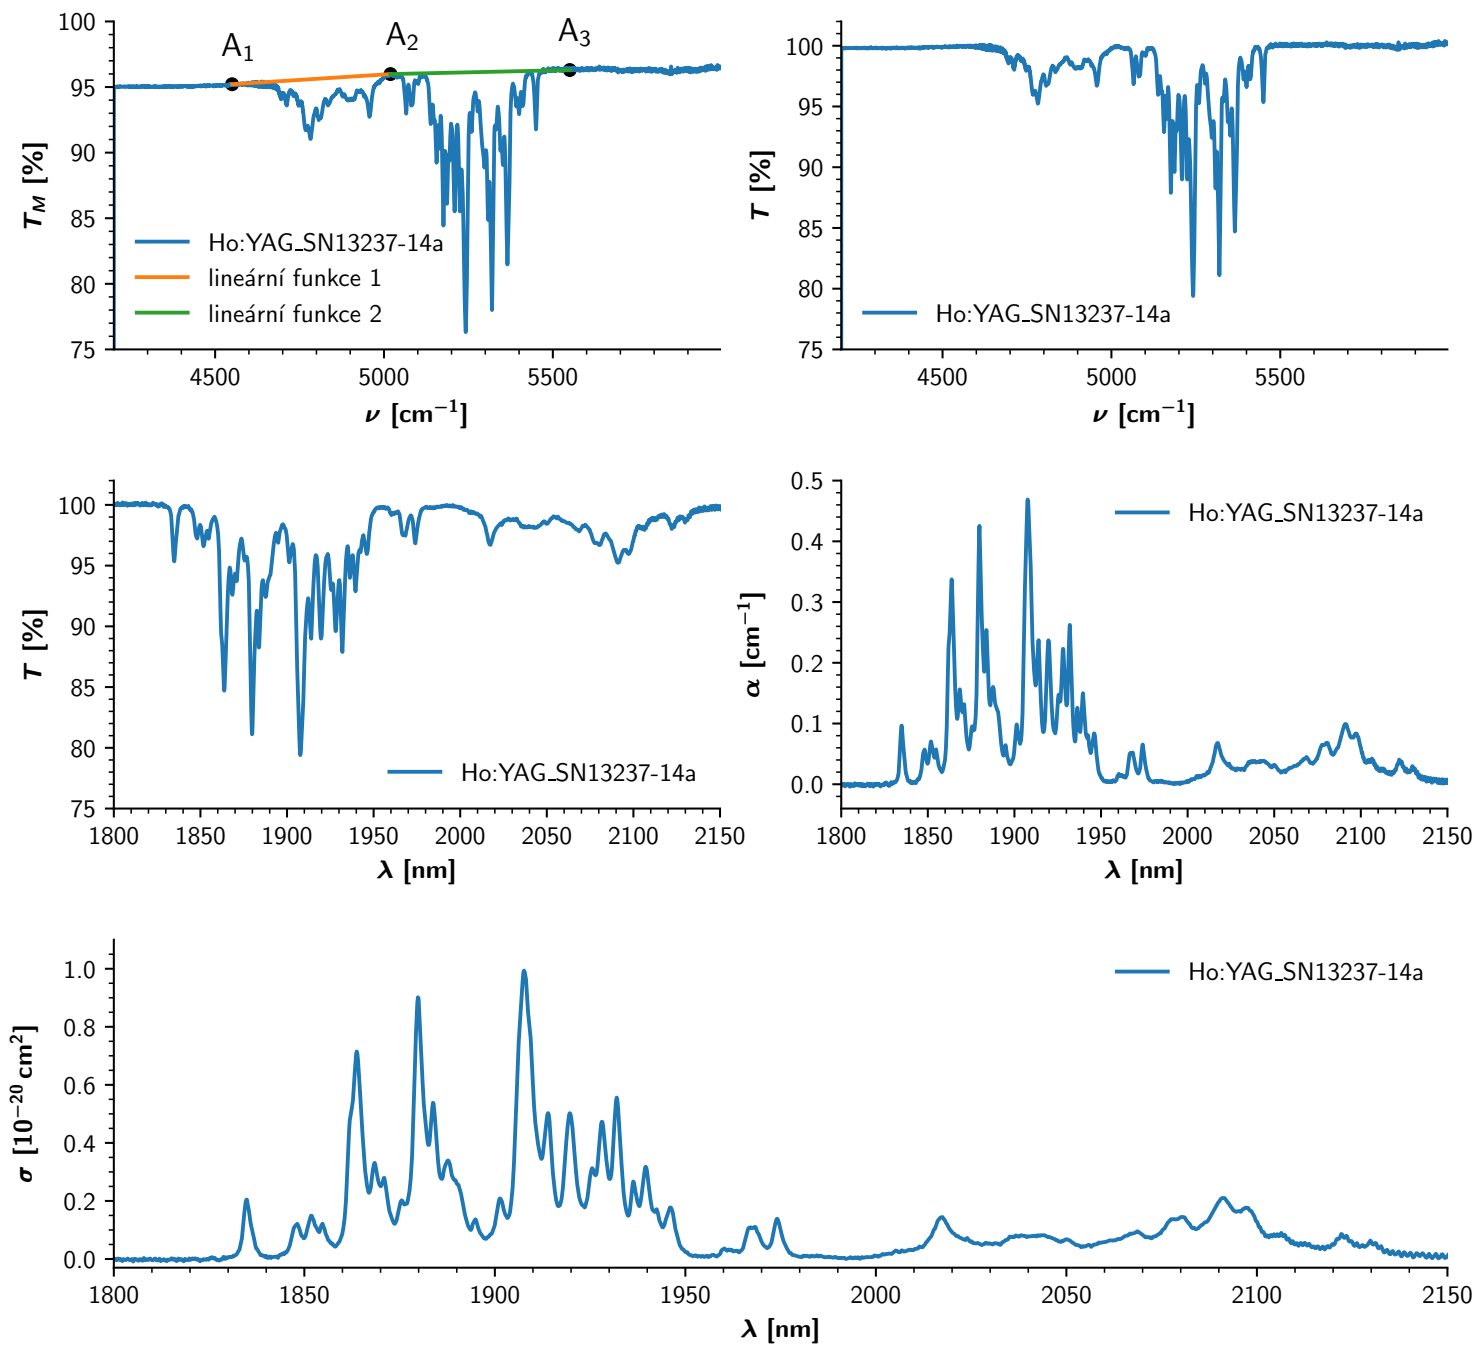 A₁ A₂ A₃
100
95
90
85
80
75
T_M [%]
Ho:YAG_SN13237-14a
lineární funkce 1
lineární funkce 2
4500 5000 5500
ν [cm⁻¹]
100
95
90
85
80
75
T [%]
Ho:YAG_SN13237-14a
4500 5000 5500
ν [cm⁻¹]
100
95
90
85
80
75
T [%]
Ho:YAG_SN13237-14a
1800 1850 1900 1950 2000 2050 2100 2150
λ [nm]
0.5
0.4
0.3
0.2
0.1
0.0
α [cm⁻¹]
Ho:YAG_SN13237-14a
1800 1850 1900 1950 2000 2050 2100 2150
λ [nm]
1.0
0.8
0.6
0.4
0.2
0.0
σ [10⁻²⁰cm²]
Ho:YAG_SN13237-14a
1800 1850 1900 1950 2000 2050 2100 2150
λ [nm]